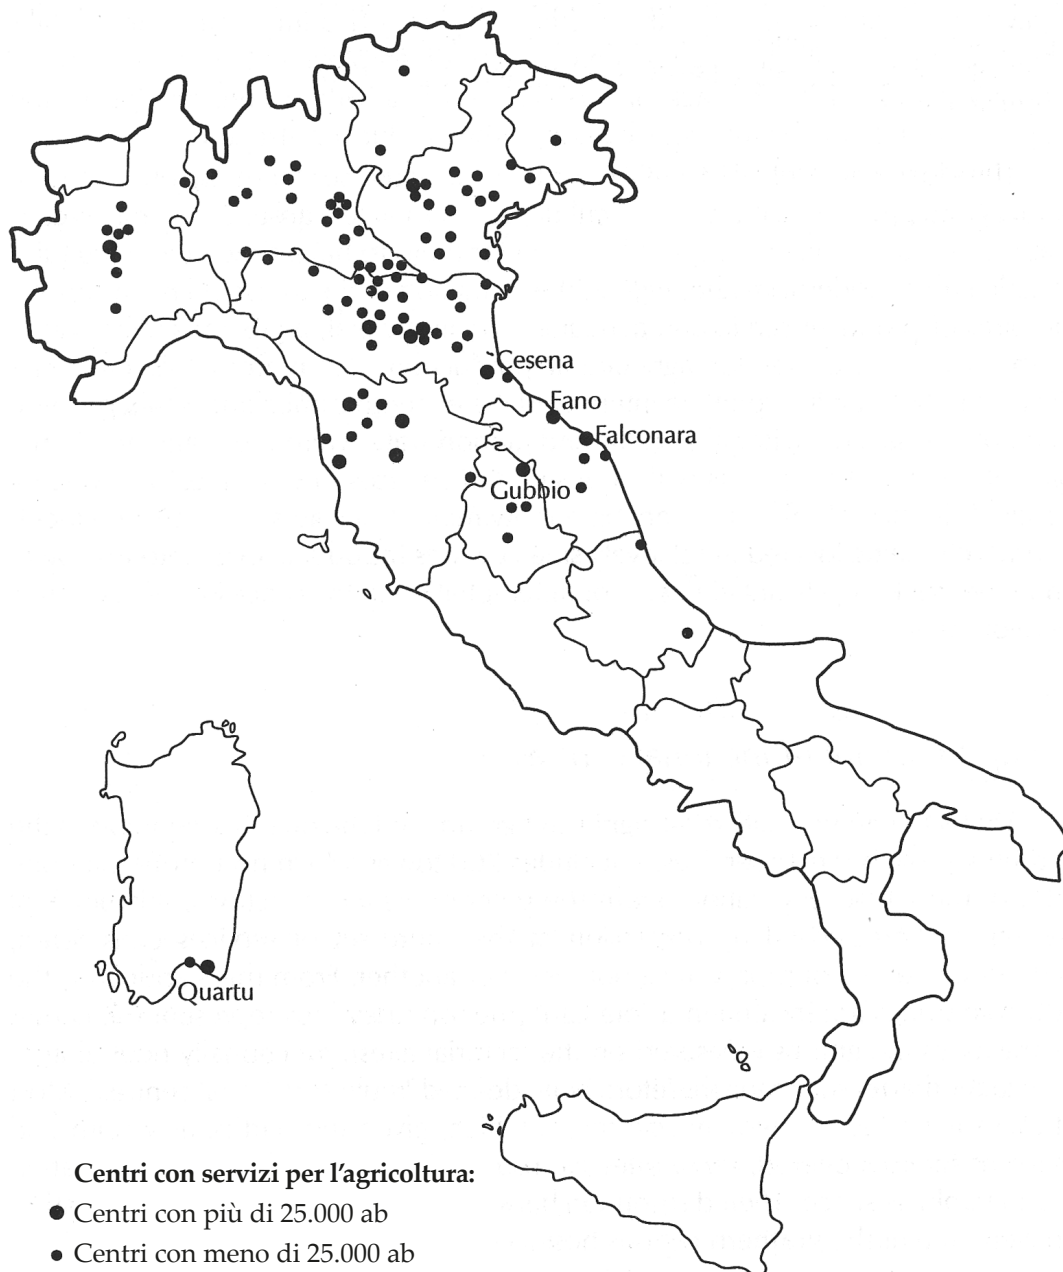 Cesena
Fano
Falconara
Gubbio
Quartu
Centri con servizi per l'agricoltura:
Centri con più di 25.000 ab
Centri con meno di 25.000 ab